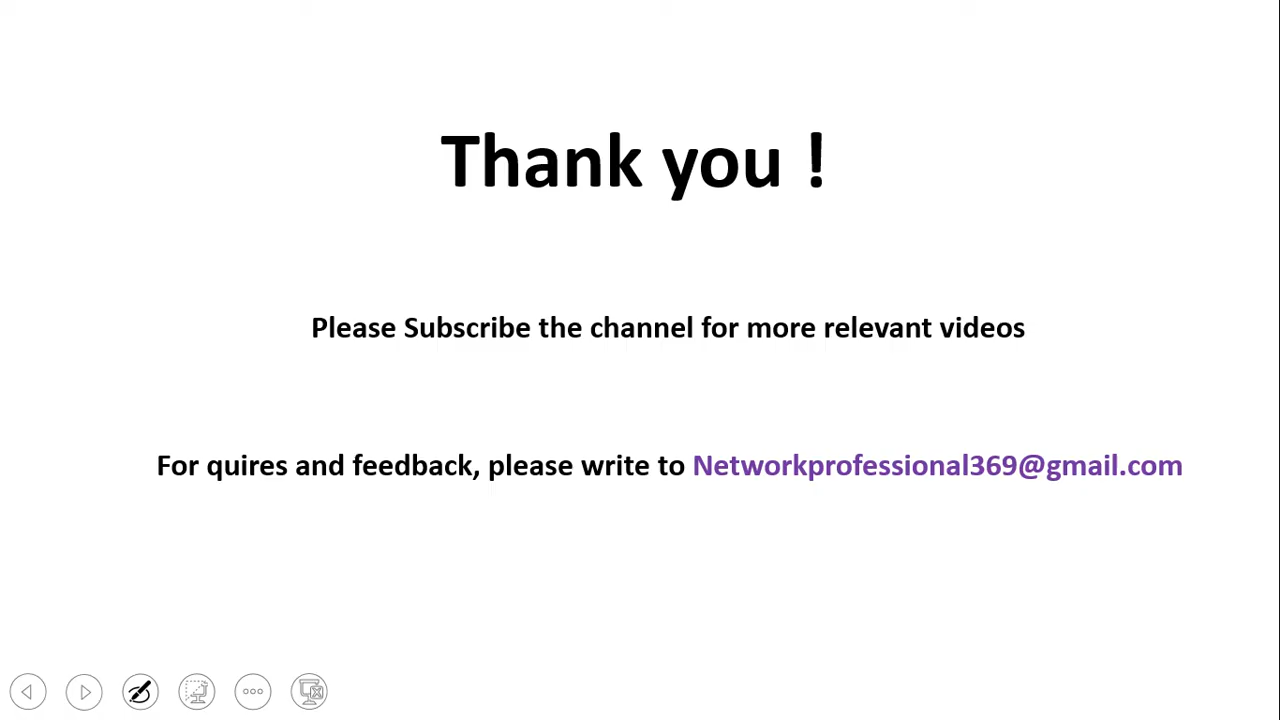 Thank you !
Please Subscribe the channel for more relevant videos
For quires and feedback, please write to Networkprofessional369@gmail.com